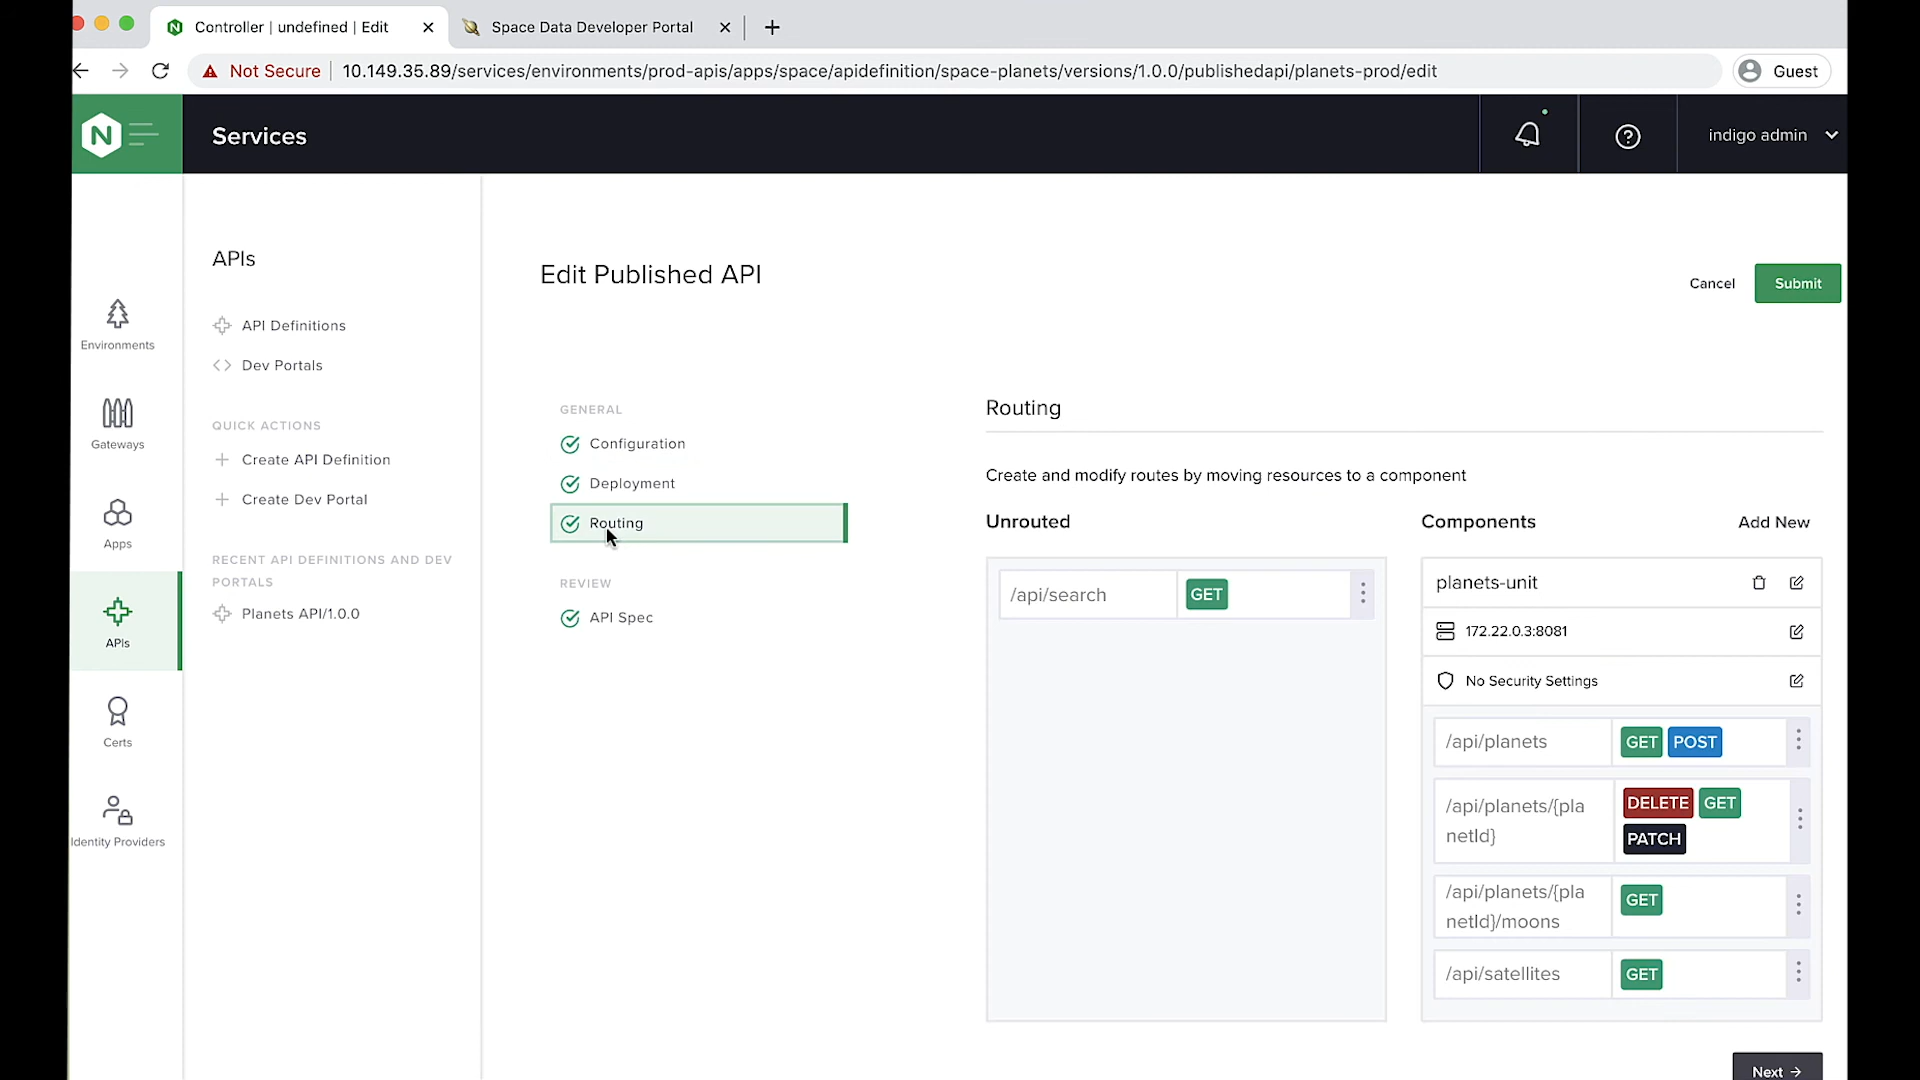 Controller | undefined | Edit
Space Data Developer Portal
Not Secure
10.149.35.89/services/environments/prod-apis/apps/space/apidefinition/space-planets/versions/1.0.0/publishedapi/planets-prod/edit
Guest
N
Services
indigo admin
Environments
Gateways
Apps
APIs
Certs
Identity Providers
APIs
API Definitions
Dev Portals
QUICK ACTIONS
Create API Definition
Create Dev Portal
RECENT API DEFINITIONS AND DEV
PORTALS
Planets API/1.0.0
Edit Published API
Cancel
Submit
GENERAL
Configuration
Deployment
Routing
REVIEW
API Spec
Routing
Create and modify routes by moving resources to a component
Unrouted
/api/search
GET
Components
Add New
planets-unit
172.22.0.3:8081
No Security Settings
/api/planets
GET POST
/api/planets/{pla
netId}
DELETE GET
PATCH
/api/planets/{pla
netId}/moons
GET
/api/satellites
GET
Next